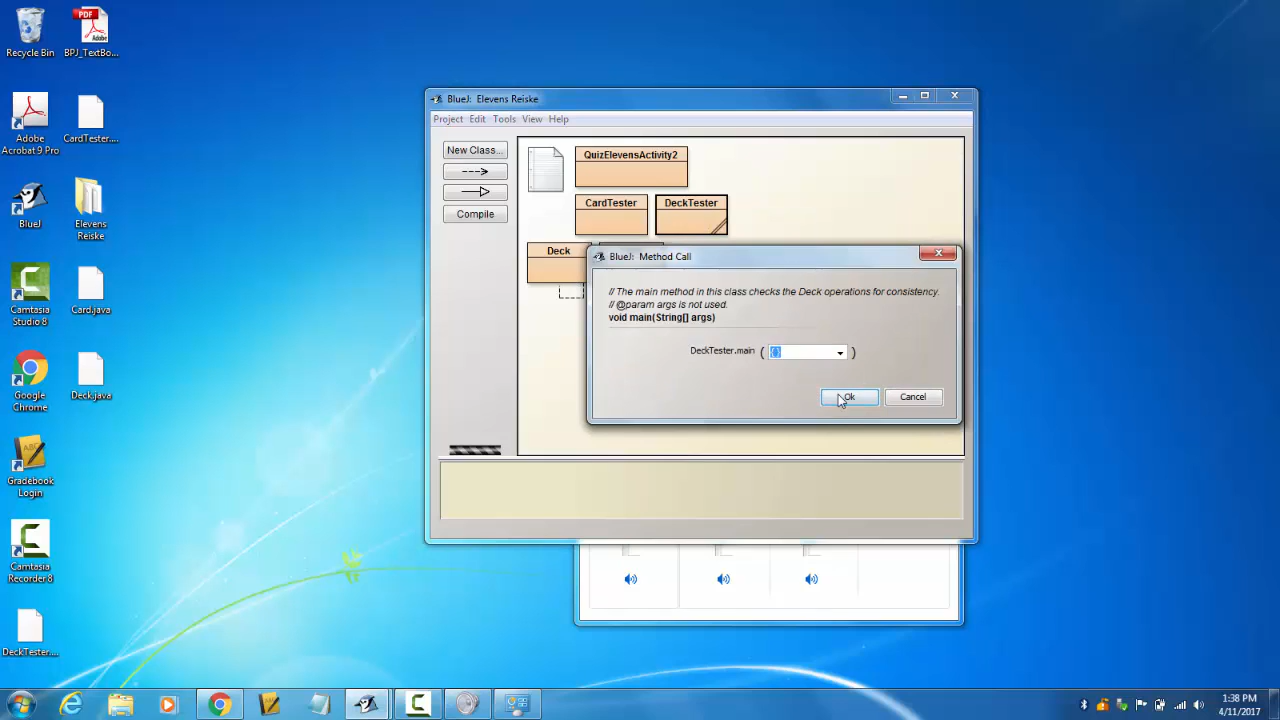 Recycle Bin
BPJ_TextBo...
Adobe
Acrobat 9 Pro
CardTester....
BlueJ
Elevens
Reiske
Camtasia
Studio 8
Card.java
Google
Chrome
Deck.java
Gradebook
Login
Camtasia
Recorder 8
DeckTester....
BlueJ: Elevens Reiske
Project Edit Tools View Help
New Class...
Compile
QuizElevensActivity2
CardTester
DeckTester
Deck
BlueJ: Method Call
// The main method in this class checks the Deck operations for consistency.
// @param args is not used.
void main(String[] args)
DeckTester.main ( {} )
Ok
Cancel
1:38 PM
4/11/2017